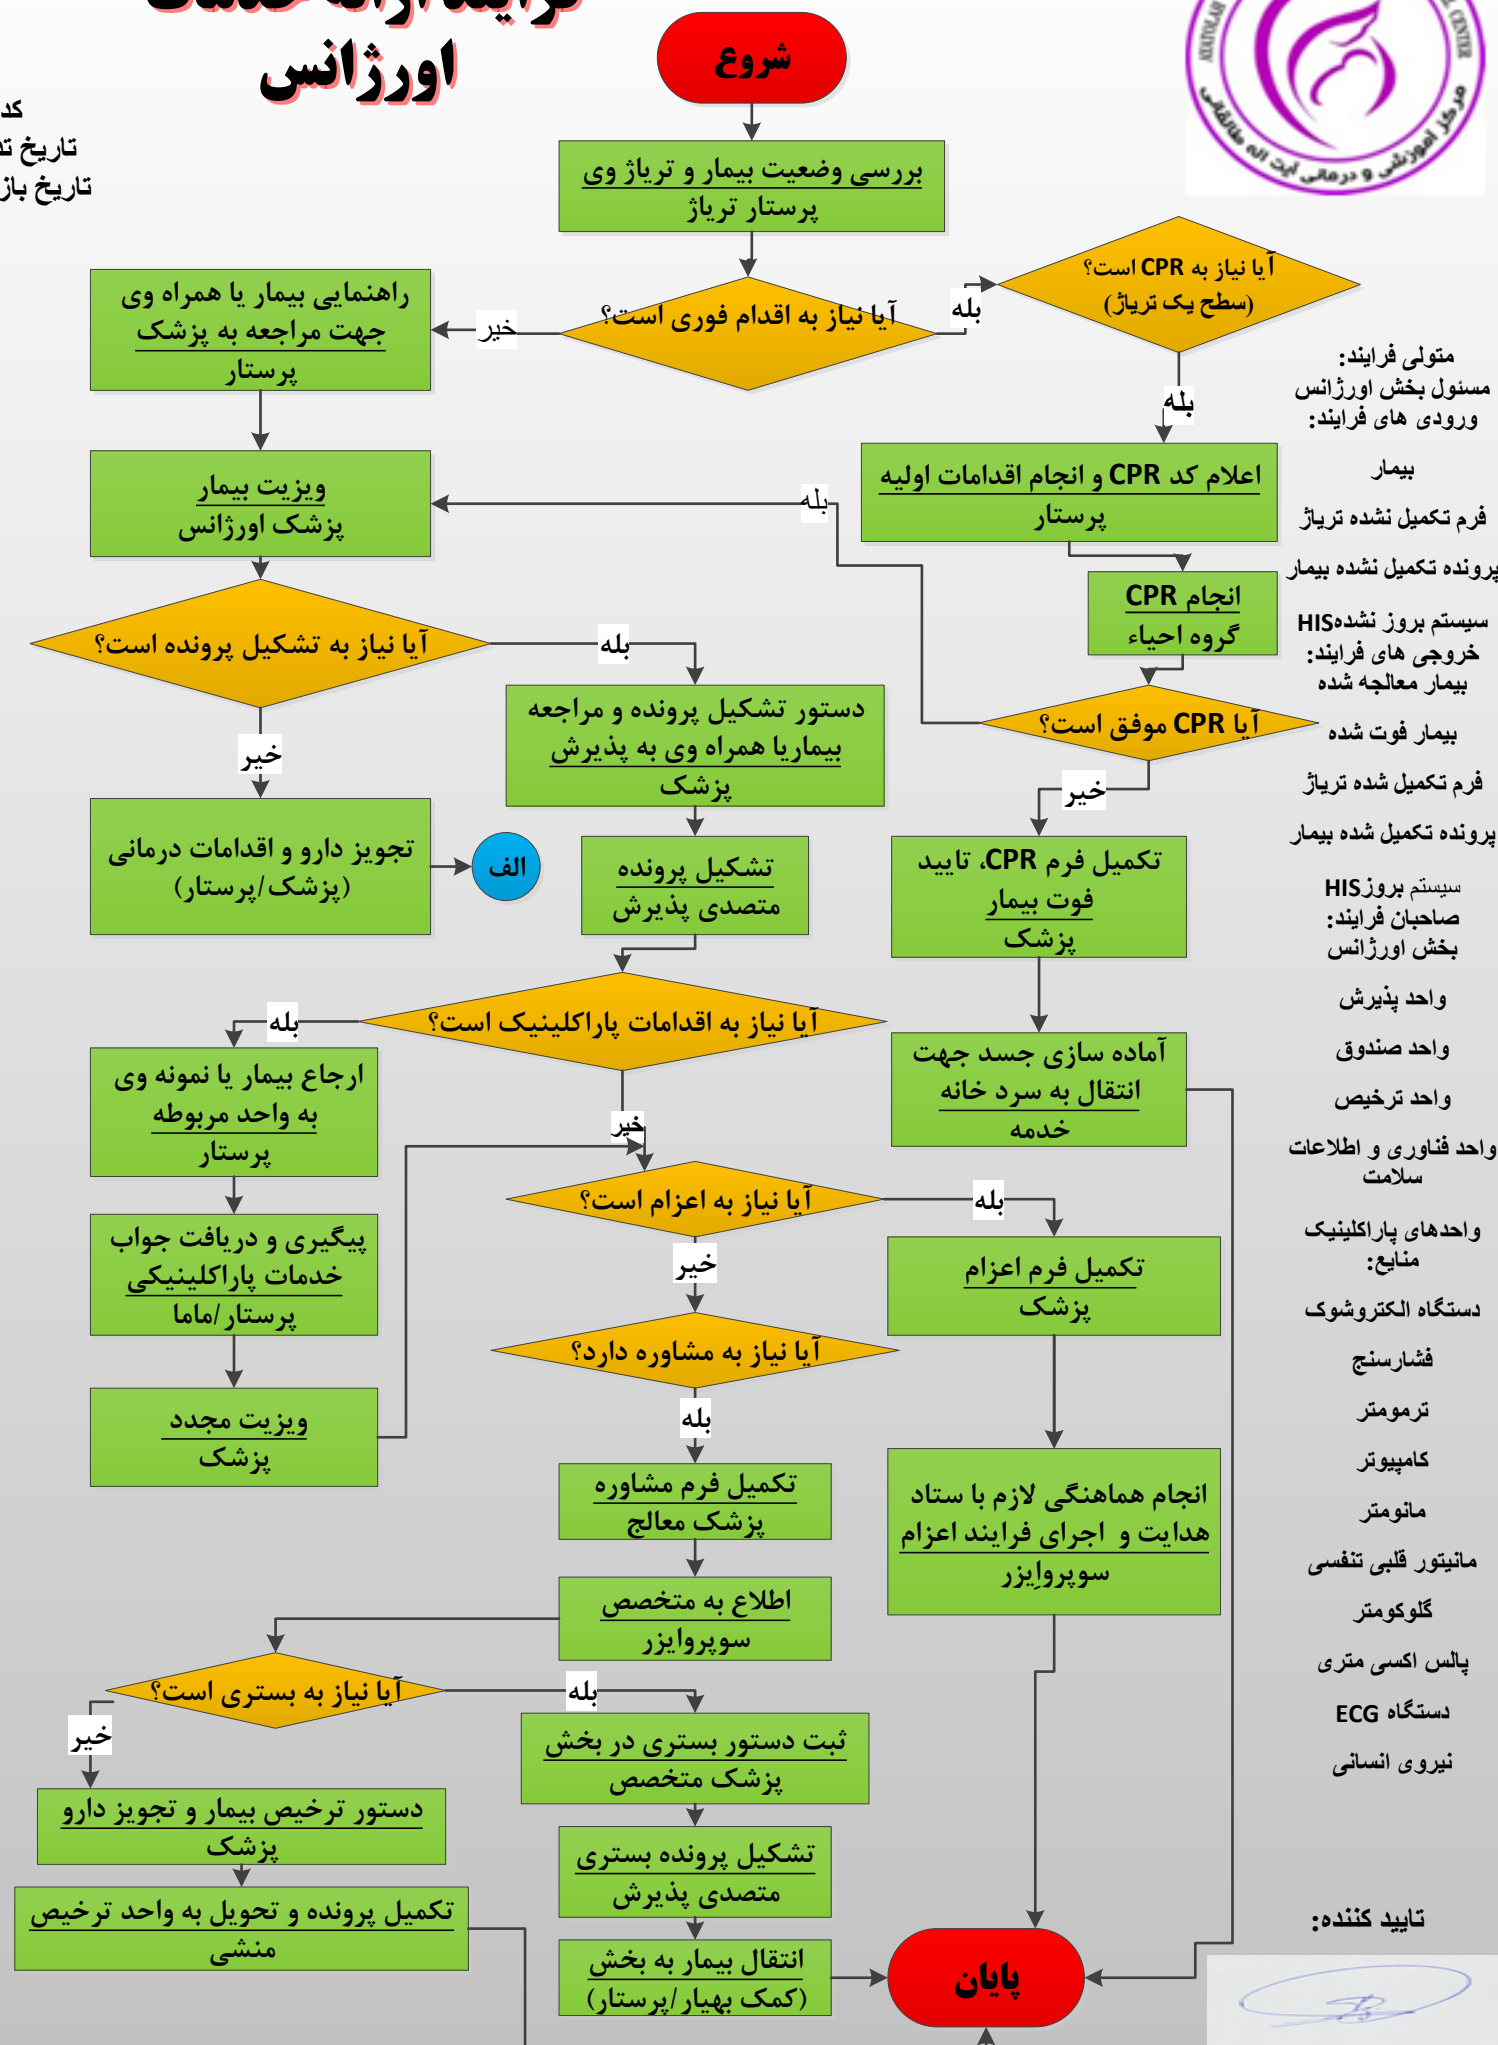 فرایند ارائه خدمات
اورژانس
کد
تاریخ
تاریخ
CENTER
مرکز آموزشی و درمانی آیت اله طالقانی
شروع
بررسی وضعیت بیمار و تریاژ وی
پرستار تریاژ
آیا نیاز به CPR است؟
(سطح یک تریاژ)
آیا نیاز به اقدام فوری است؟
بله
خیر
راهنمایی بیمار یا همراه وی
جهت مراجعه به پزشک
پرستار
بله
ویزیت بیمار
پزشک اورژانس
بله
اعلام کد CPR و انجام اقدامات اولیه
پرستار
انجام CPR
گروه احیاء
آیا نیاز به تشکیل پرونده است؟
بله
خیر
دستور تشکیل پرونده و مراجعه
بیماریا همراه وی به پذیرش
پزشک
آیا CPR موفق است؟
خیر
تجویز دارو و اقدامات درمانی
(پزشک/پرستار)
الف
تشکیل پرونده
متصدی پذیرش
تکمیل فرم CPR، تایید
فوت بیمار
پزشک
آیا نیاز به اقدامات پاراکلینیک است؟
بله
خیر
ارجاع بیمار یا نمونه وی
به واحد مربوطه
پرستار
آماده سازی جسد جهت
انتقال به سرد خانه
خدمه
پیگیری و دریافت جواب
خدمات پاراکلینیکی
پرستار/ماما
آیا نیاز به اعزام است؟
بله
خیر
تکمیل فرم اعزام
پزشک
آیا نیاز به مشاوره دارد؟
بله
ویزیت مجدد
پزشک
تکمیل فرم مشاوره
پزشک معالج
انجام هماهنگی لازم با ستاد
هدایت و اجرای فرایند اعزام
سوپروایزر
اطلاع به متخصص
سوپروایزر
آیا نیاز به بستری است؟
بله
خیر
ثبت دستور بستری در بخش
پزشک متخصص
دستور ترخیص بیمار و تجویز دارو
پزشک
تشکیل پرونده بستری
متصدی پذیرش
تکمیل پرونده و تحویل به واحد ترخیص
منشی
انتقال بیمار به بخش
(کمک بهیار/پرستار)
پایان
متولی فرایند:
مسئول بخش اورژانس
ورودی های فرایند:
بیمار
فرم تکمیل نشده تریاژ
پرونده تکمیل نشده بیمار
سیستم بروز نشدهHIS
خروجی های فرایند:
بیمار معالجه شده
بیمار فوت شده
فرم تکمیل شده تریاژ
پرونده تکمیل شده بیمار
سیستم بروزHIS
صاحبان فرایند:
بخش اورژانس
واحد پذیرش
واحد صندوق
واحد ترخیص
واحد فناوری و اطلاعات
سلامت
واحدهای پاراکلینیک
منابع:
دستگاه الکتروشوک
فشارسنج
ترمومتر
کامپیوتر
مانومتر
مانیتور قلبی تنفسی
گلوکومتر
پالس اکسی متری
دستگاه ECG
نیروی انسانی
تایید کننده: